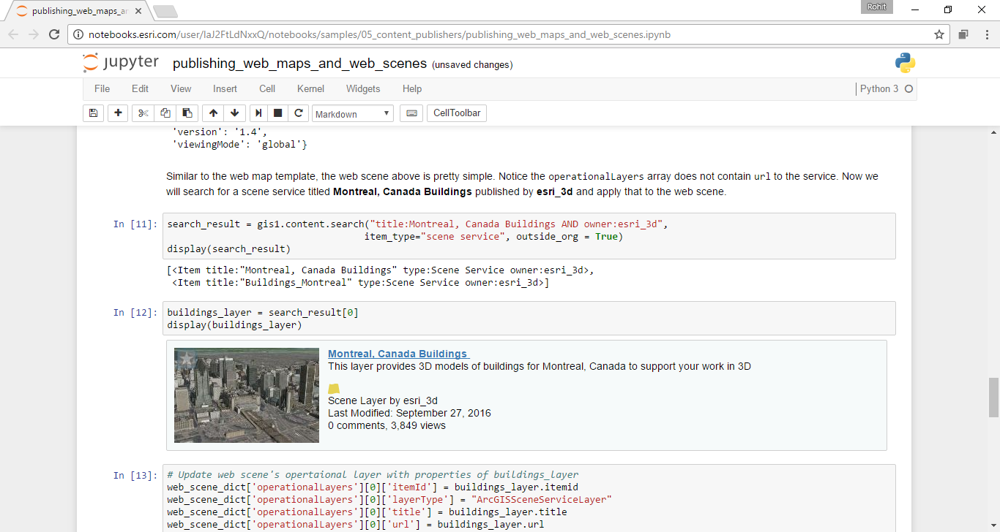 publishing_web_maps_ar
Rohit
notebooks.esri.com/user/IaJ2FtLdNxxQ/notebooks/samples/05_content_publishers/publishing_web_maps_and_web_scenes.ipynb
jupyter publishing_web_maps_and_web_scenes (unsaved changes)
File Edit View Insert Cell Kernel Widgets Help Python 3
Markdown CellToolbar
'version': '1.4',
'viewingMode': 'global'}
Similar to the web map template, the web scene above is pretty simple. Notice the operationalLayers array does not contain url to the service. Now we
will search for a scene service titled Montreal, Canada Buildings published by esri_3d and apply that to the web scene.
In [11]: search_result = gis1.content.search("title:Montreal, Canada Buildings AND owner:esri_3d",
item_type="scene service", outside_org = True)
display(search_result)
[<Item title:"Montreal, Canada Buildings" type:Scene Service owner:esri_3d>,
<Item title:"Buildings_Montreal" type:Scene Service owner:esri_3d>]
In [12]: buildings_layer = search_result[0]
display(buildings_layer)
Montreal, Canada Buildings
This layer provides 3D models of buildings for Montreal, Canada to support your work in 3D
Scene Layer by esri_3d
Last Modified: September 27, 2016
0 comments, 3,849 views
In [13]: # Update web scene's opertaional layer with properties of buildings_layer
web_scene_dict['operationalLayers'][0]['itemId'] = buildings_layer.itemid
web_scene_dict['operationalLayers'][0]['layerType'] = "ArcGISSceneServiceLayer"
web_scene_dict['operationalLayers'][0]['title'] = buildings_layer.title
web_scene_dict['operationalLayers'][0]['url'] = buildings_layer.url